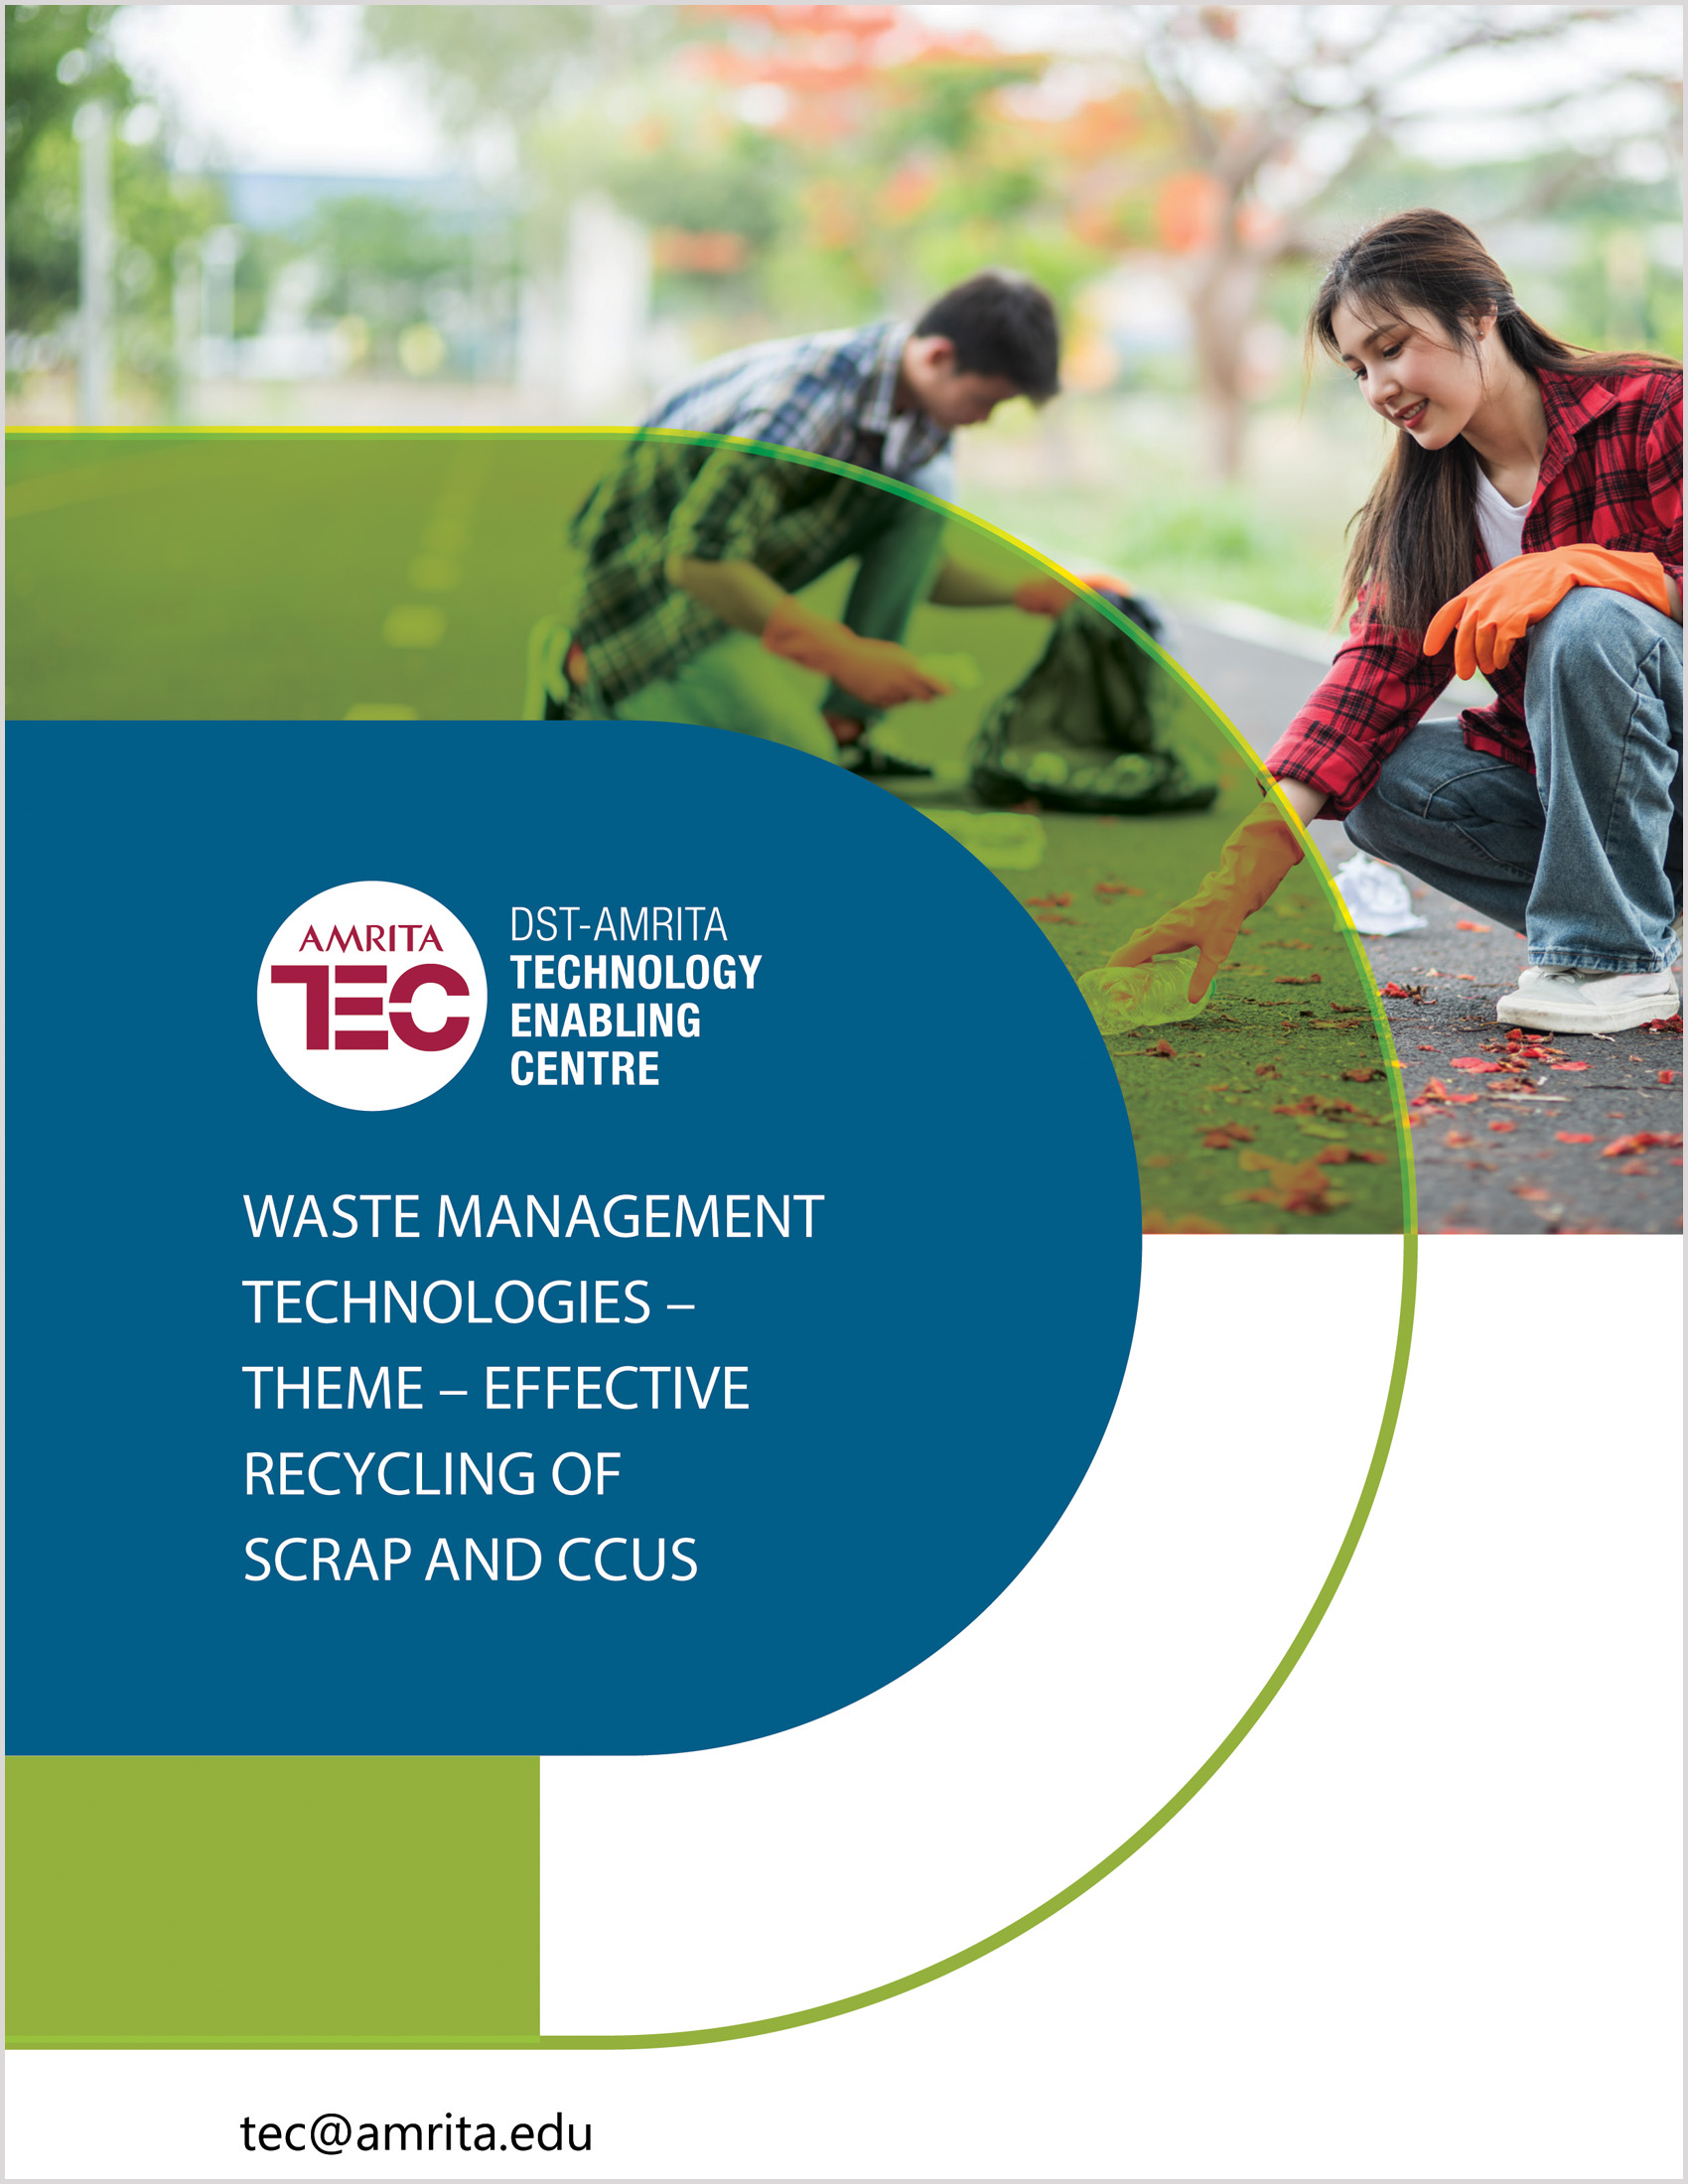 AMRITA
TEC
DST-AMRITA
TECHNOLOGY
ENABLING
CENTRE
WASTE MANAGEMENT
TECHNOLOGIES –
THEME – EFFECTIVE
RECYCLING OF
SCRAP AND CCUS
tec@amrita.edu